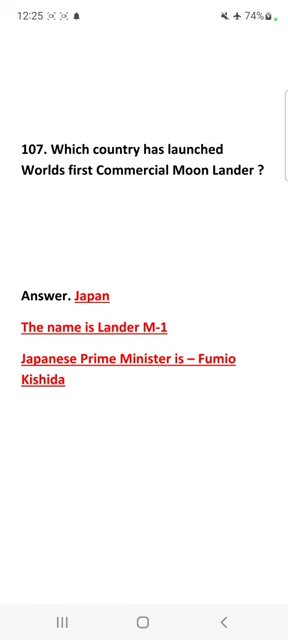 12:25 74%
107. Which country has launched
Worlds first Commercial Moon Lander ?
Answer. Japan
The name is Lander M-1
Japanese Prime Minister is – Fumio
Kishida